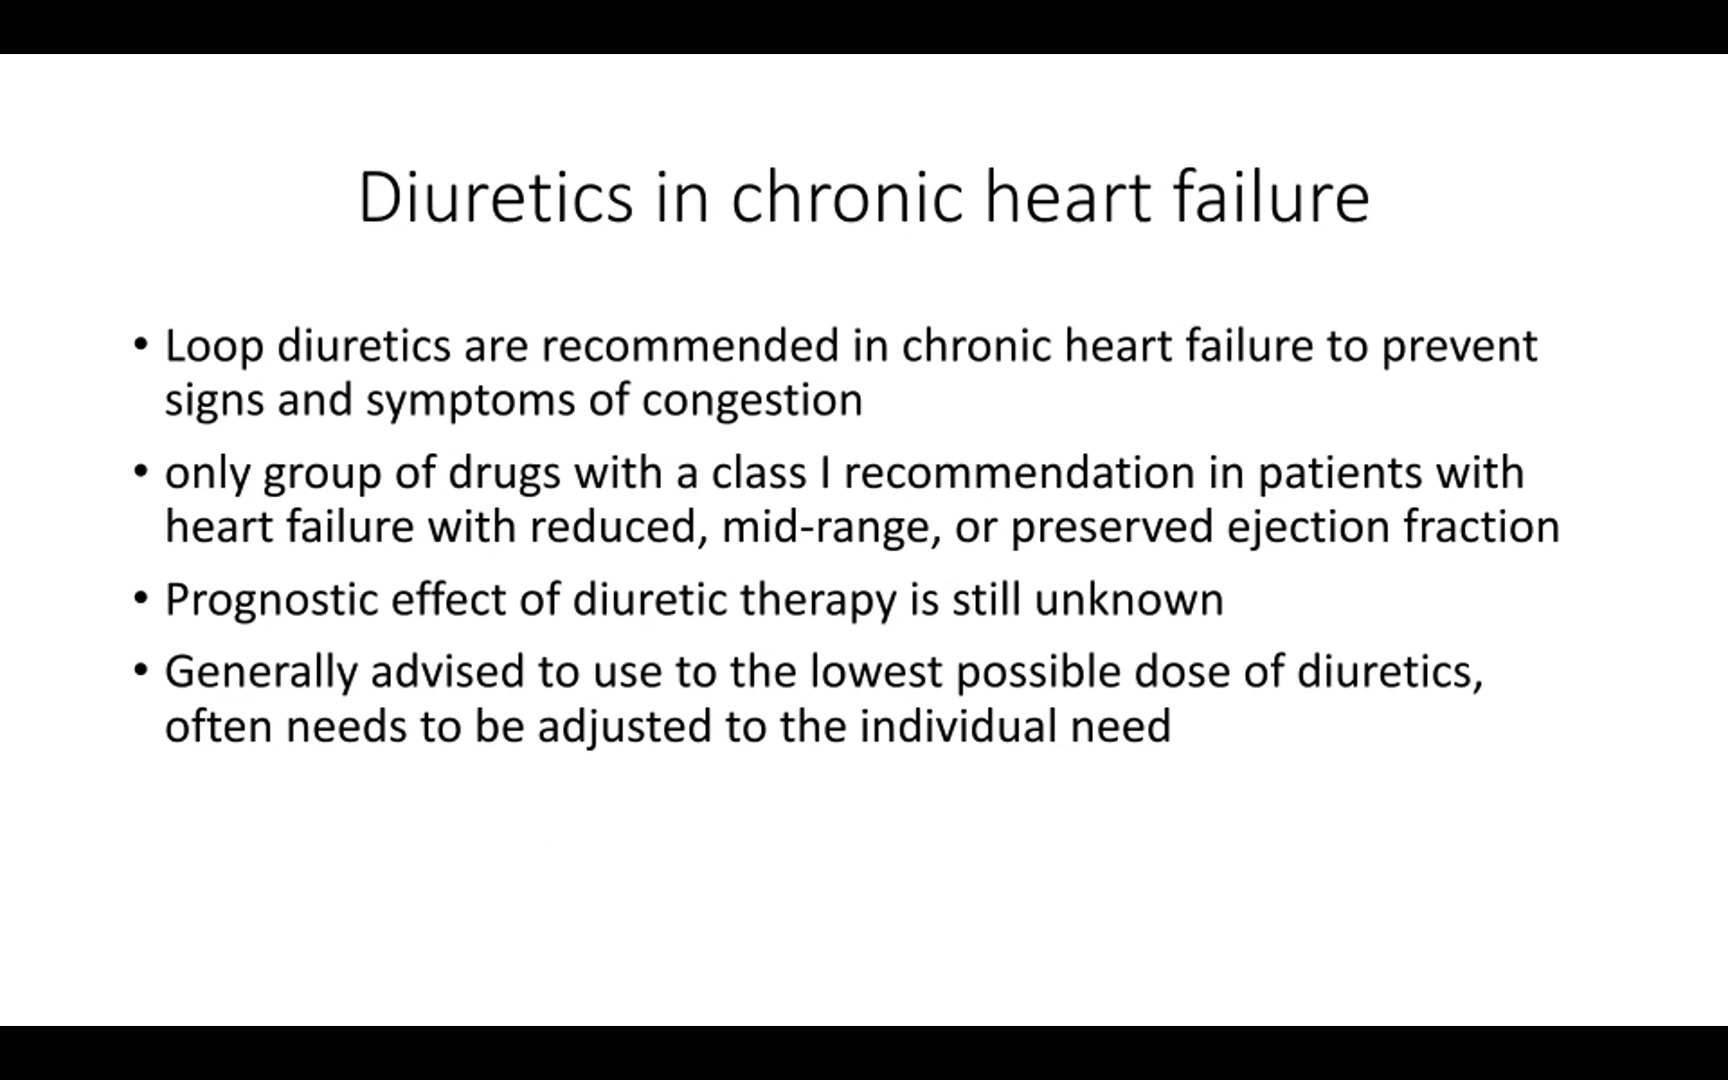 Diuretics in chronic heart failure
• Loop diuretics are recommended in chronic heart failure to prevent
signs and symptoms of congestion
• only group of drugs with a class I recommendation in patients with
heart failure with reduced, mid-range, or preserved ejection fraction
• Prognostic effect of diuretic therapy is still unknown
• Generally advised to use to the lowest possible dose of diuretics,
often needs to be adjusted to the individual need